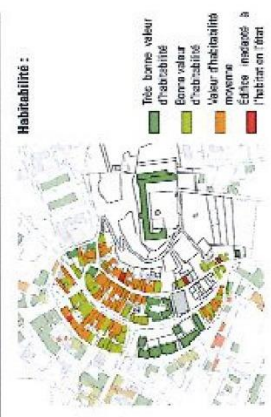 Habitabilité :
Très bonne valeur
d'habitabilité
Bonne valeur
d'habitabilité
Valeur d'habitabilité
moyenne
Édifice inadapté à
l'habitat en l'état